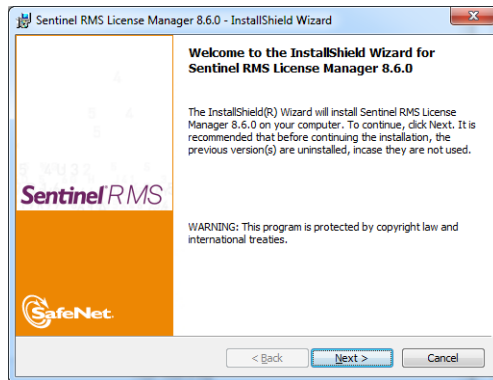 Sentinel RMS License Manager 8.6.0 - InstallShield Wizard
Welcome to the InstallShield Wizard for
Sentinel RMS License Manager 8.6.0
The InstallShield(R) Wizard will install Sentinel RMS License
Manager 8.6.0 on your computer. To continue, click Next. It is
recommended that before continuing the installation, the
previous version(s) are uninstalled, incase they are not used.
Sentinel RMS
WARNING: This program is protected by copyright law and
international treaties.
SafeNet.
< Back
Next >
Cancel